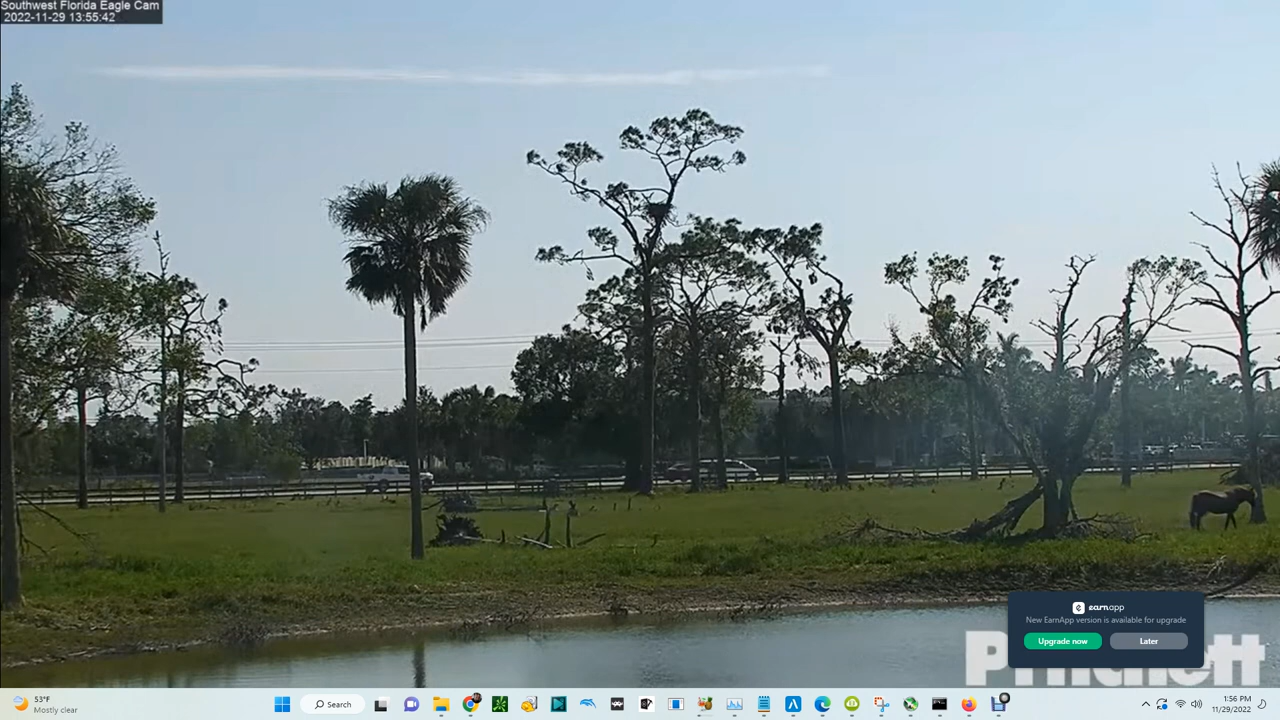 Southwest Florida Eagle Cam
2022-11-29 13:55:42
earnapp
New EarnApp version is available for upgrade
Upgrade now
Later
Pritchett
53°F
Mostly clear
Search
1:56 PM
11/29/2022